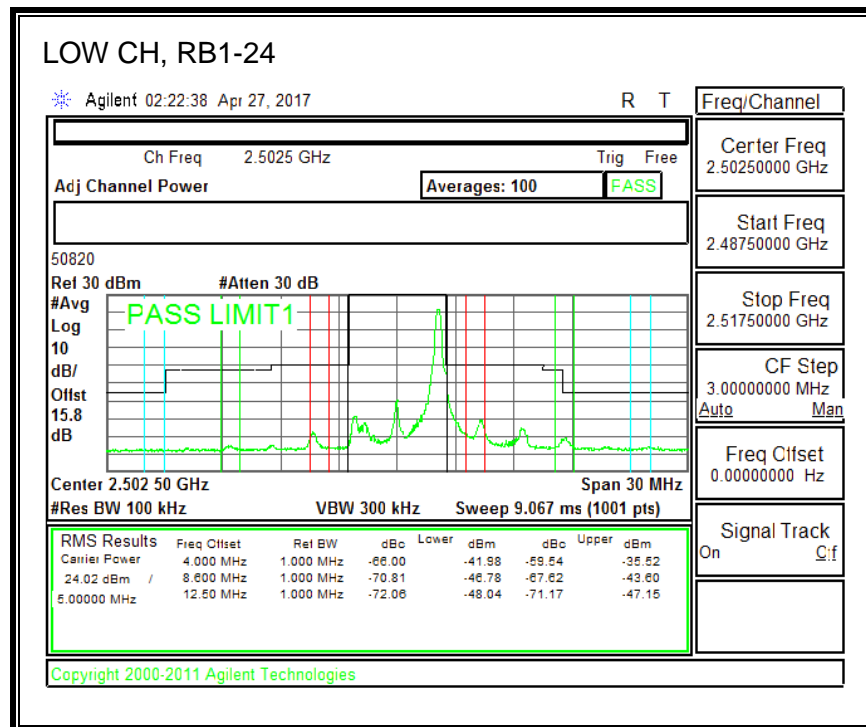 LOW CH, RB1-24
Agilent 02:22:38 Apr 27, 2017 R T
Freq/Channel
Ch Freq 2.5025 GHz Trig Free
Adj Channel Power Averages: 100 PASS
Center Freq
2.50250000 GHz
Start Freq
2.48750000 GHz
Stop Freq
2.51750000 GHz
CF Step
3.00000000 MHz
Auto Man
Freq Offset
0.00000000 Hz
Signal Track
On Off
50820
Ref 30 dBm #Atten 30 dB
#Avg
Log
10
dB/
Offst
15.8
dB
PASS LIMIT1
Center 2.502 50 GHz Span 30 MHz
#Res BW 100 kHz VBW 300 kHz Sweep 9.067 ms (1001 pts)
RMS Results Freq Offset Ref BW dBc Lower dBm dBc Upper dBm
Carrier Power 4.000 MHz 1.000 MHz -66.00 -41.98 -59.54 -35.52
24.02 dBm / 8.600 MHz 1.000 MHz -70.81 -46.78 -67.62 -43.60
5.00000 MHz 12.50 MHz 1.000 MHz -72.06 -48.04 -71.17 -47.15
Copyright 2000-2011 Agilent Technologies